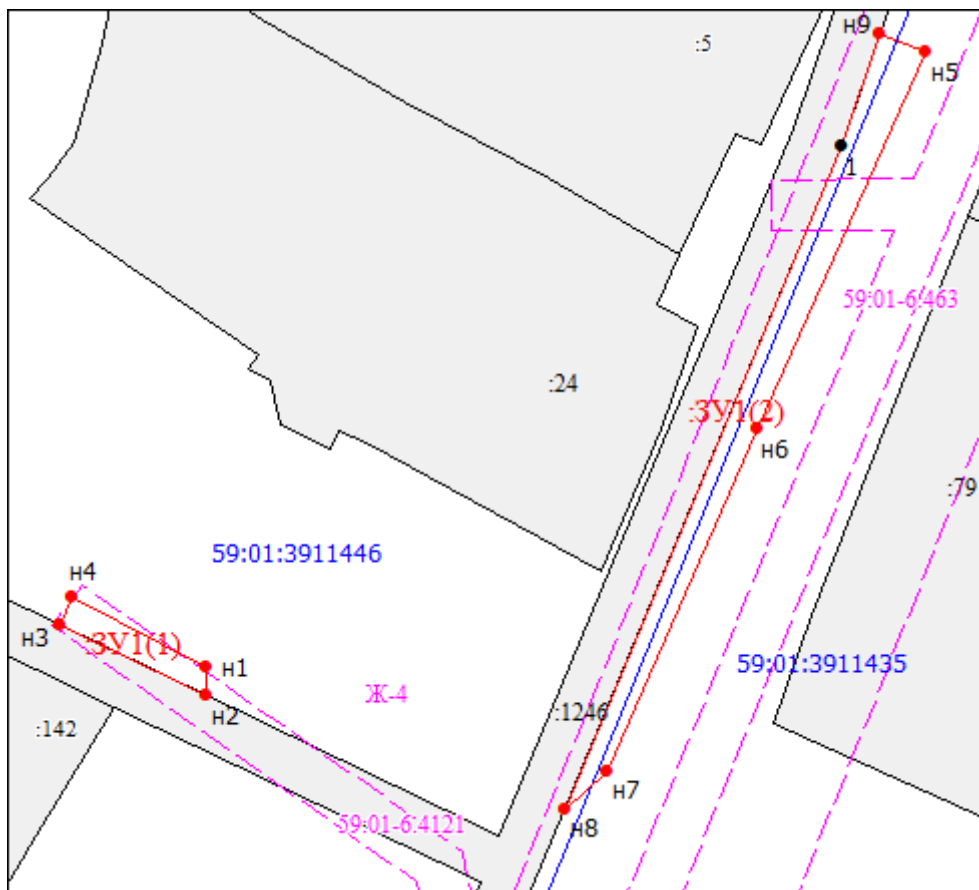 н9
:5
н5
1
59:01-6.463
:24
:ЗУ1(2)
н6
:79
59:01:3911446
н4
н3
:ЗУ1(1)
н1
59:01:3911435
н2
Ж-4
:1246
:142
н7
н8
59:01-6.4121